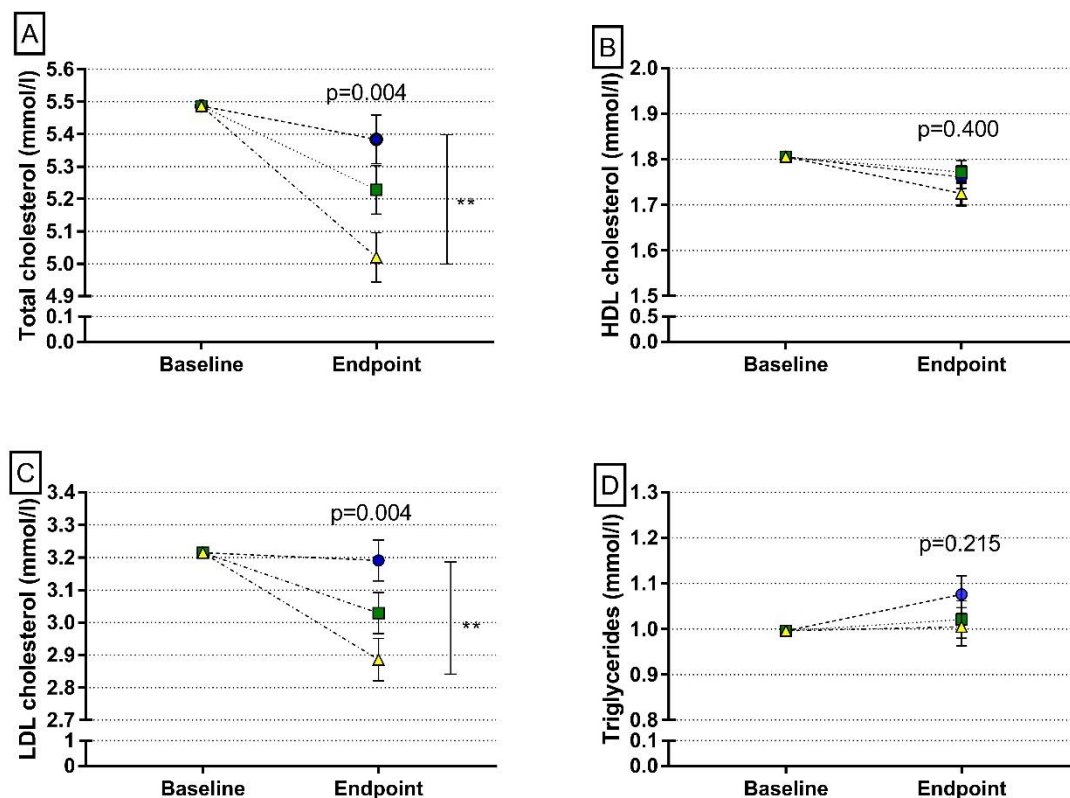 A
Total cholesterol (mmol/l)
5.6
5.5
5.4
5.3
5.2
5.1
5.0
4.9
0.1
0.0
p=0.004
**
Baseline
Endpoint
B
HDL cholesterol (mmol/l)
2.0
1.9
1.8
1.7
1.6
1.5
0.5
0.0
p=0.400
Baseline
Endpoint
C
LDL cholesterol (mmol/l)
3.4
3.3
3.2
3.1
3.0
2.9
2.8
2.7
1
0
p=0.004
**
Baseline
Endpoint
D
Triglycerides (mmol/l)
1.3
1.2
1.1
1.0
0.9
0.8
0.1
0.0
p=0.215
Baseline
Endpoint